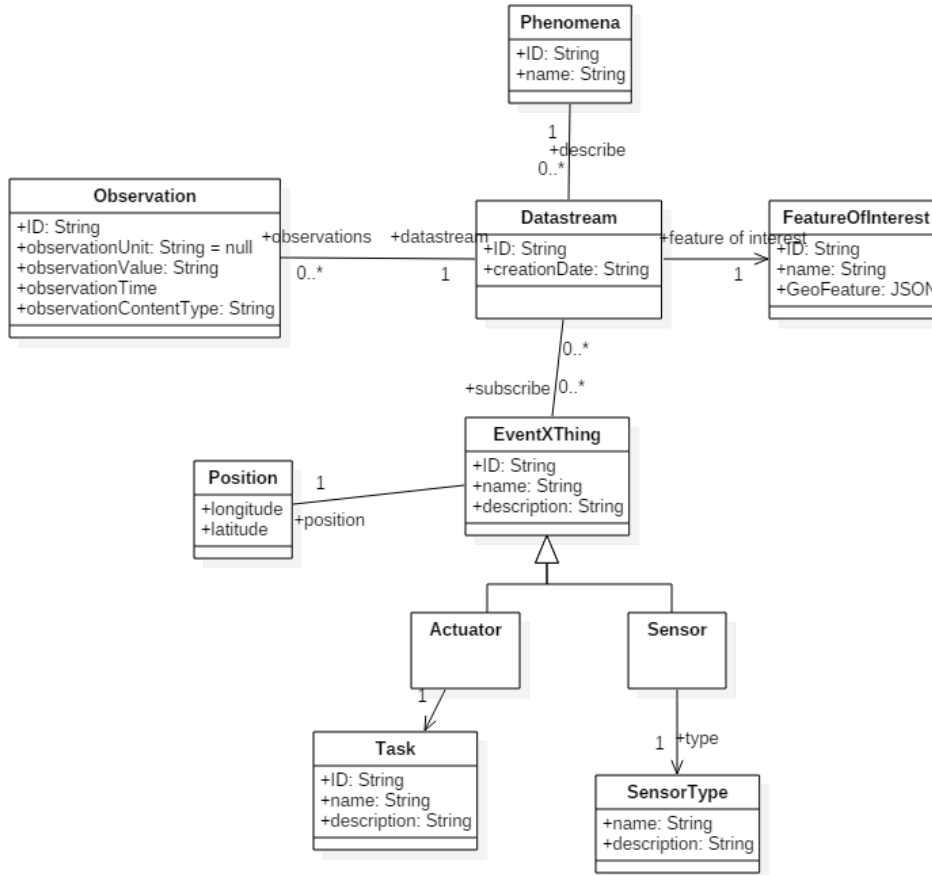 Phenomena
+ID: String
+name: String
1
+describe
0..*
Observation
+ID: String
+observationUnit: String = null
+observationValue: String
+observationTime
+observationContentType: String
+observations
0..*
+datastream
1
Datastream
+ID: String
+creationDate: String
+feature of interest
1
FeatureOfInterest
+ID: String
+name: String
+GeoFeature: JSON
0..*
+subscribe
0..*
EventXThing
+ID: String
+name: String
+description: String
Position
+longitude
+latitude
1
+position
Actuator
Sensor
1
Task
+ID: String
+name: String
+description: String
1
+type
SensorType
+name: String
+description: String